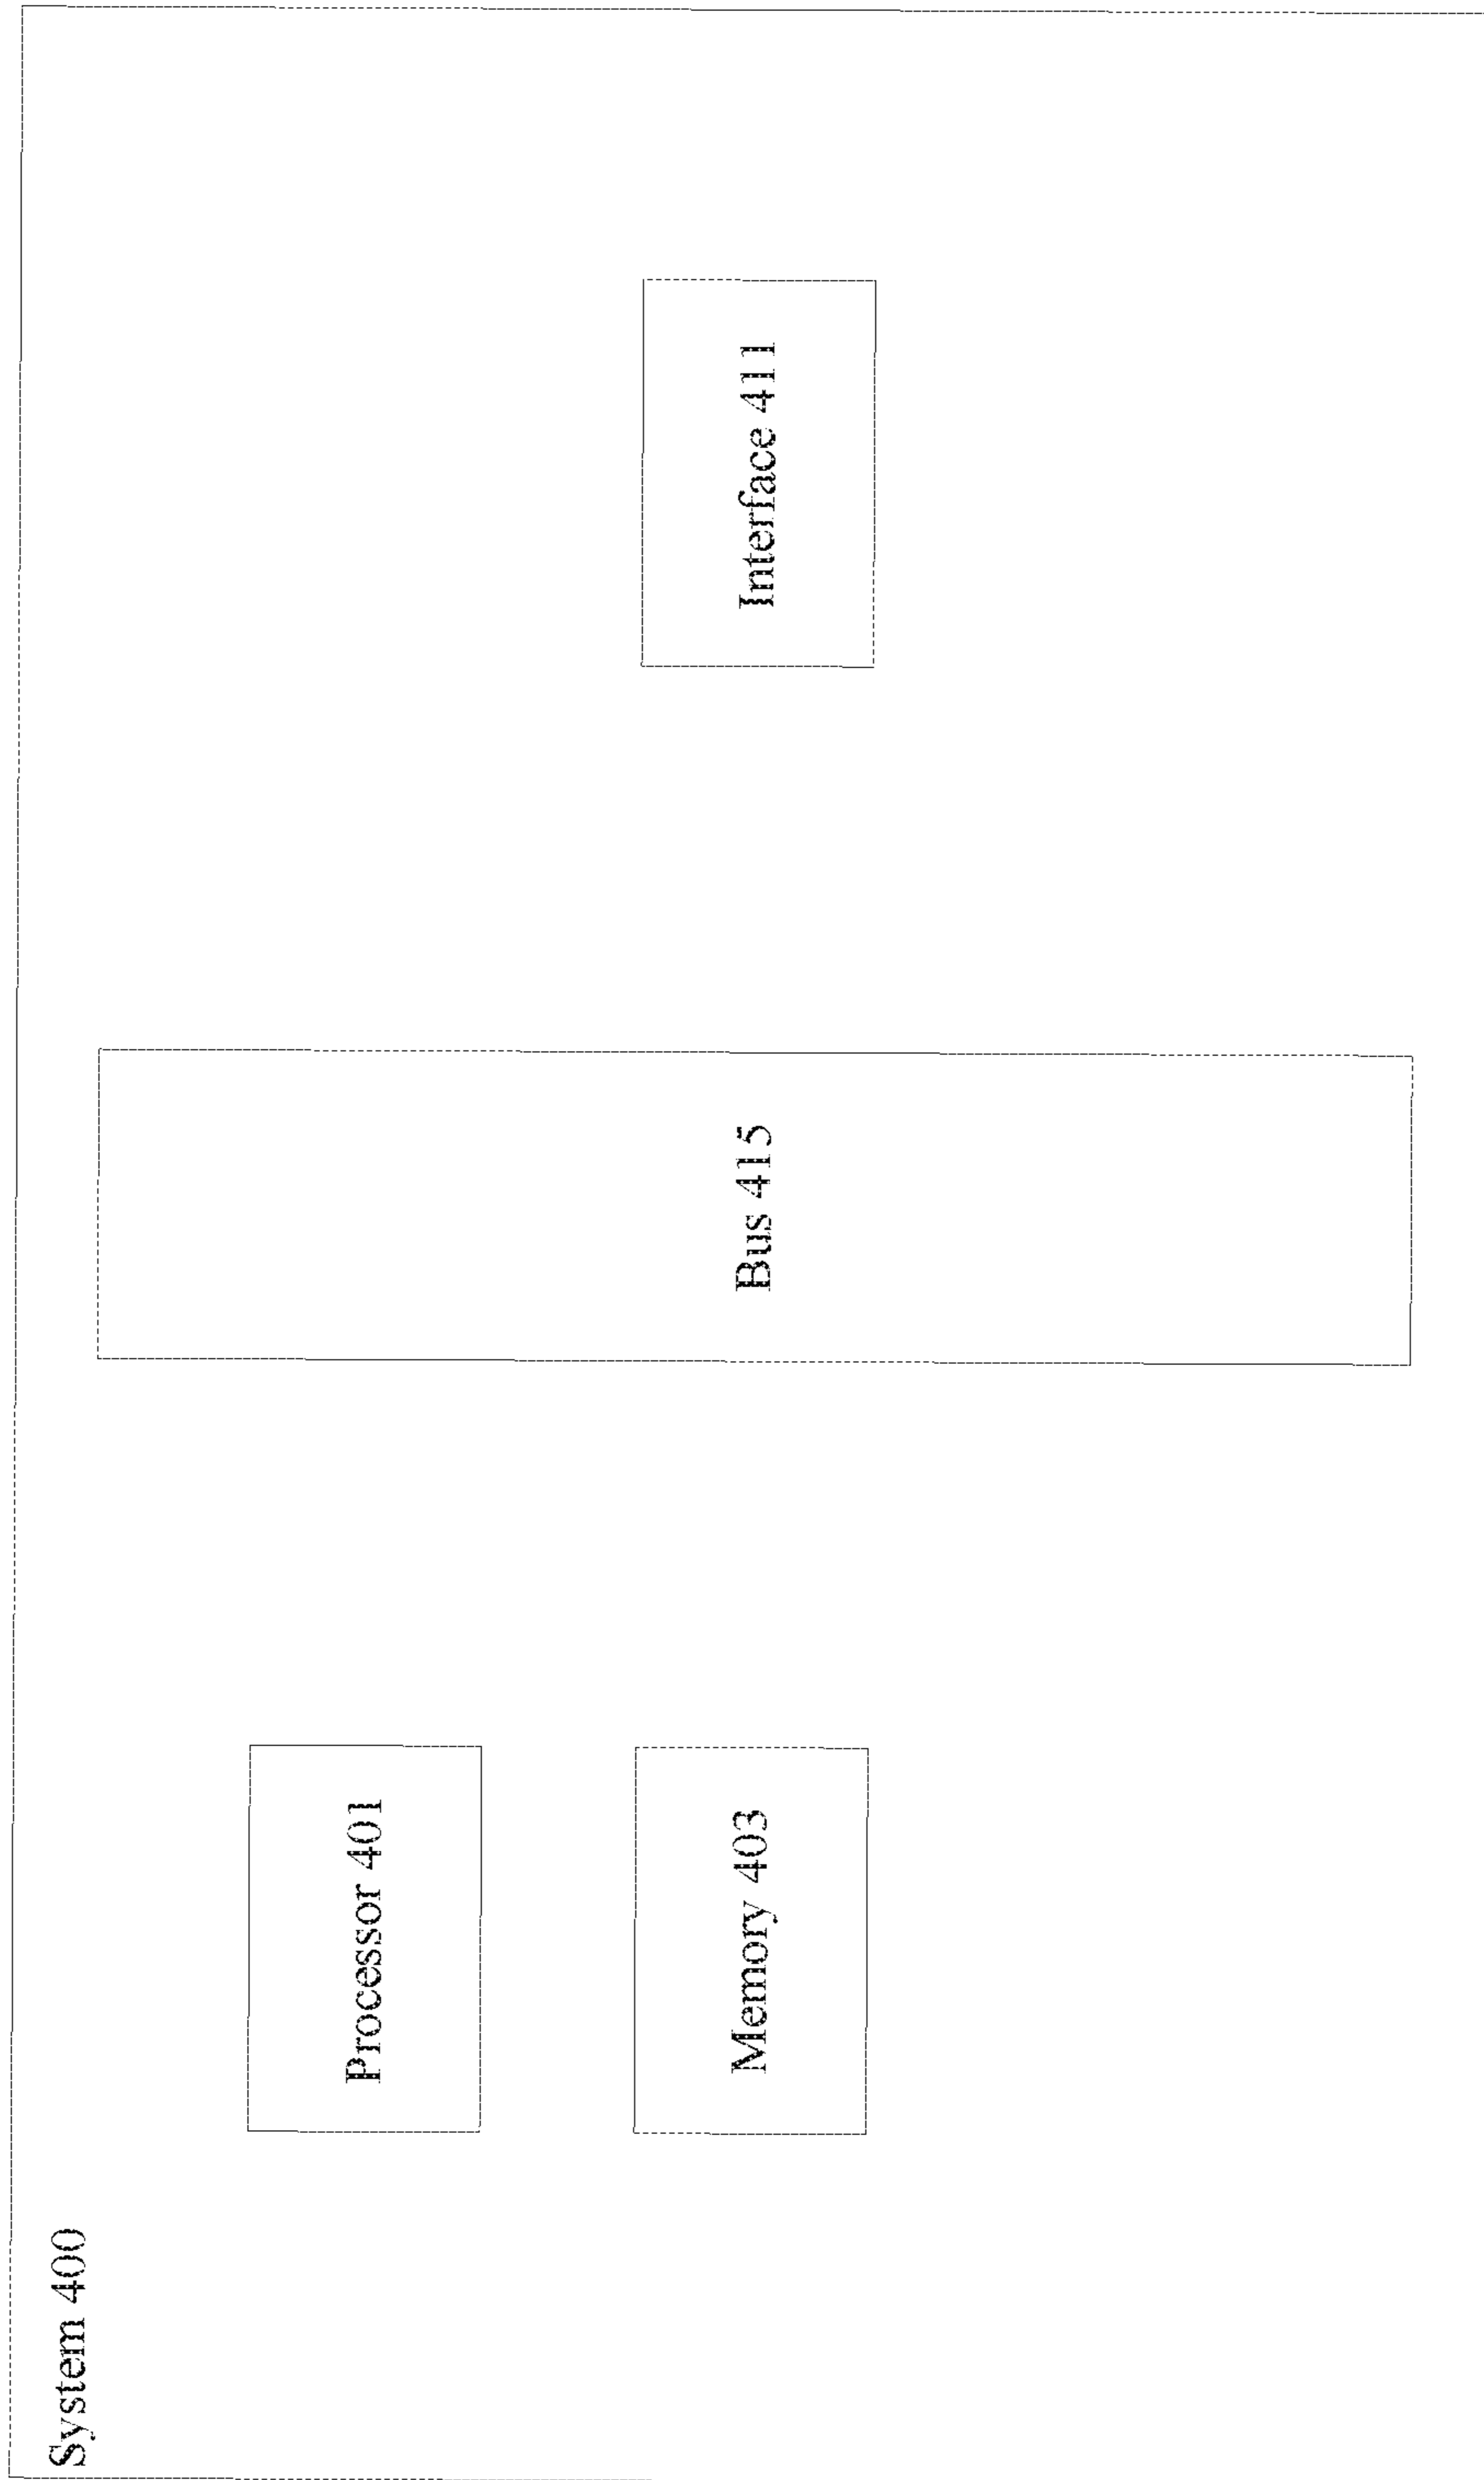 System 400
Processor 401
Memory 403
Bus 415
Interface 411